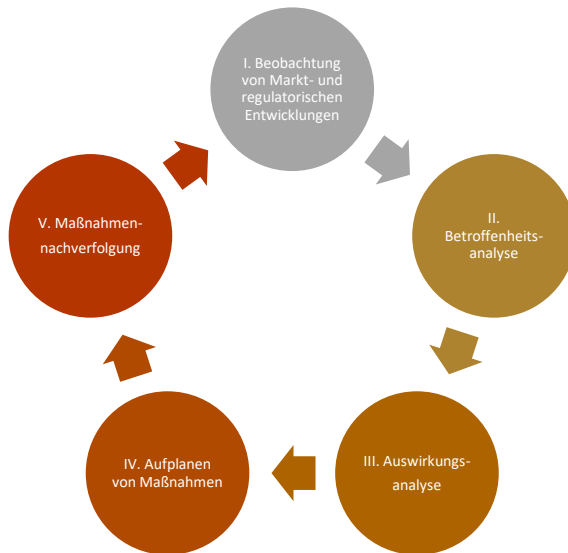 I. Beobachtung
von Markt- und
regulatorischen
Entwicklungen
II.
Betroffenheits-
analyse
III. Auswirkungs-
analyse
IV. Aufplanen
von Maßnahmen
V. Maßnahmen-
nachverfolgung